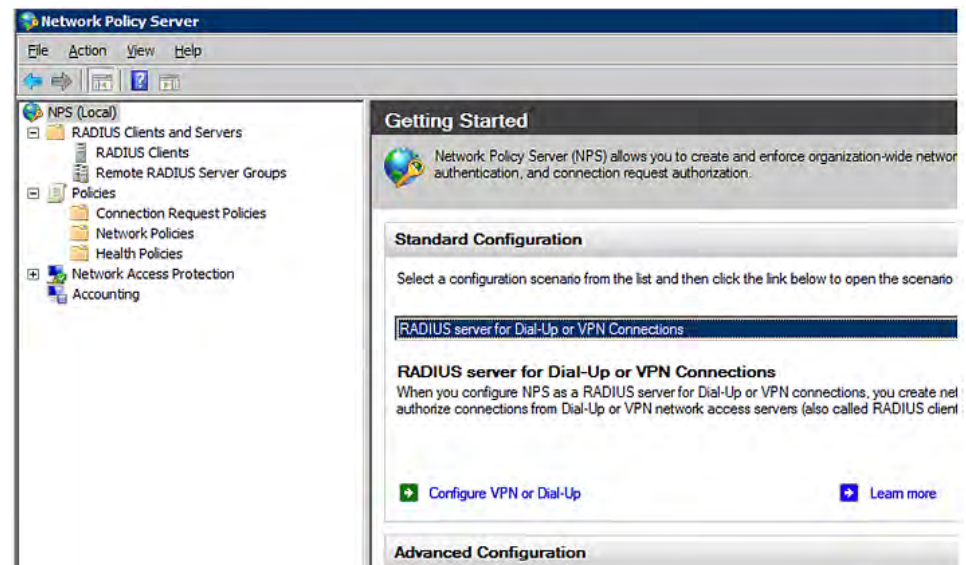 Network Policy Server
File Action View Help
NPS (Local)
RADIUS Clients and Servers
RADIUS Clients
Remote RADIUS Server Groups
Policies
Connection Request Policies
Network Policies
Health Policies
Network Access Protection
Accounting
Getting Started
Network Policy Server (NPS) allows you to create and enforce organization-wide networ
authentication, and connection request authorization.
Standard Configuration
Select a configuration scenario from the list and then click the link below to open the scenario
RADIUS server for Dial-Up or VPN Connections
RADIUS server for Dial-Up or VPN Connections
When you configure NPS as a RADIUS server for Dial-Up or VPN connections, you create net
authorize connections from Dial-Up or VPN network access servers (also called RADIUS client
Configure VPN or Dial-Up Learn more
Advanced Configuration